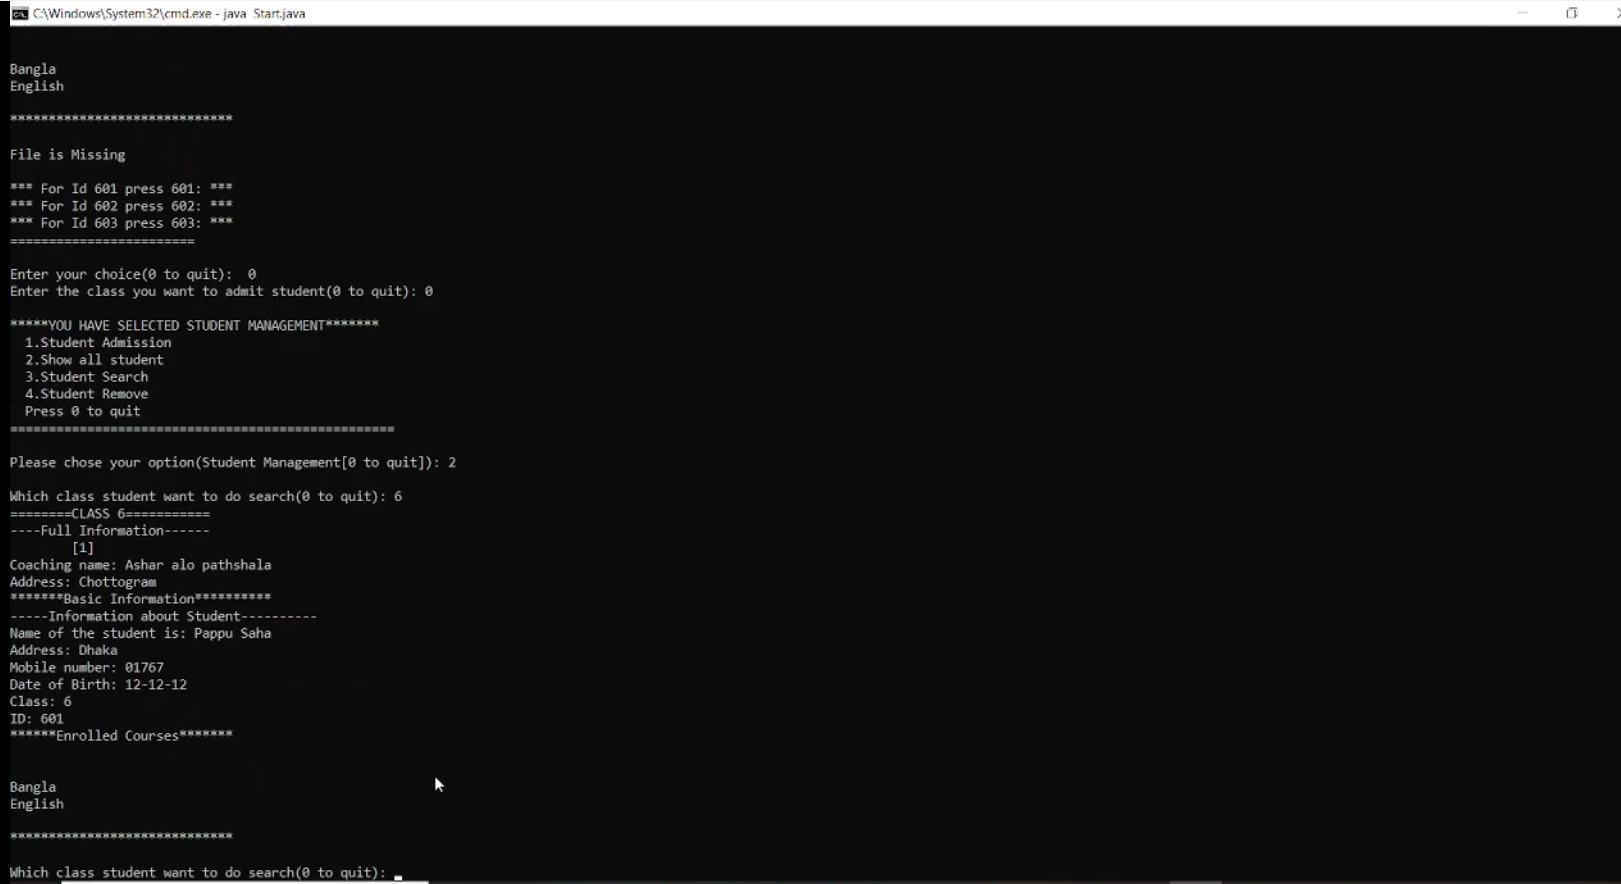 C:\Windows\System32\cmd.exe - java  Start.java
Bangla
English
*****************************
File is Missing
*** For Id 601 press 601: ***
*** For Id 602 press 602: ***
*** For Id 603 press 603: ***
========================
Enter your choice(0 to quit):  0
Enter the class you want to admit student(0 to quit): 0
*****YOU HAVE SELECTED STUDENT MANAGEMENT*******
  1.Student Admission
  2.Show all student
  3.Student Search
  4.Student Remove
  Press 0 to quit
==================================================
Please chose your option(Student Management[0 to quit]): 2
Which class student want to do search(0 to quit): 6
========CLASS 6===========
----Full Information------
        [1]
Coaching name: Ashar alo pathshala
Address: Chottogram
*******Basic Information**********
-----Information about Student----------
Name of the student is: Pappu Saha
Address: Dhaka
Mobile number: 01767
Date of Birth: 12-12-12
Class: 6
ID: 601
******Enrolled Courses*******
Bangla
English
*****************************
Which class student want to do search(0 to quit):